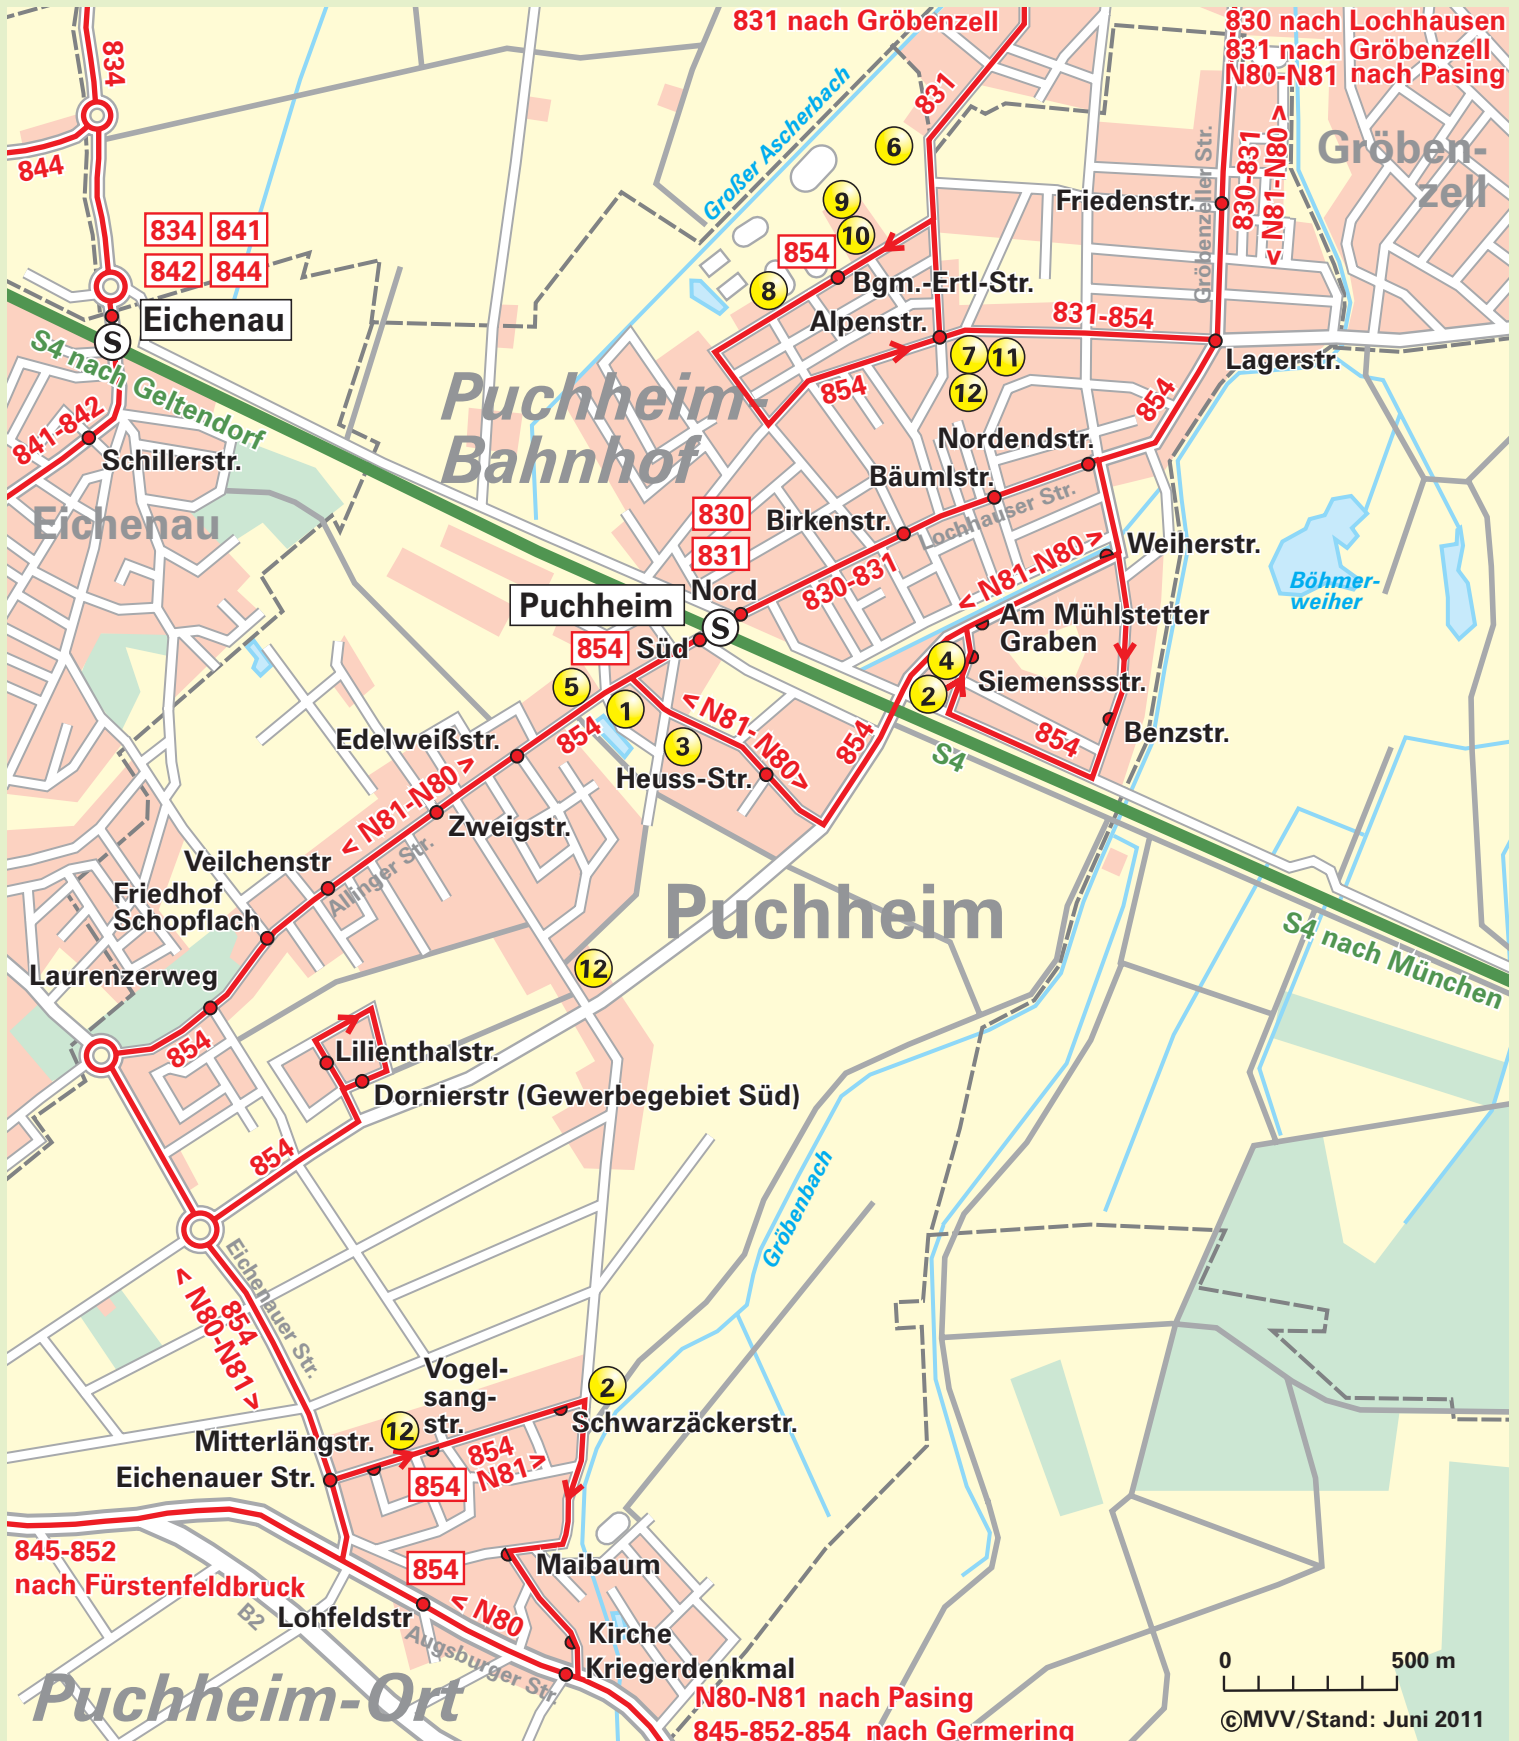 831 nach Gröbenzell
830 nach Lochhausen
831 nach Gröbenzell
N80-N81 nach Pasing
834
844
831
Großer Ascherbach
6
9
10
8
Gröbenzeller Str.
830-831
< N81-N80 >
Gröben-
zell
Friedenstr.
834 841
842 844
Eichenau
S
S4 nach Geltendorf
841-842
Schillerstr.
Eichenau
854
Bgm.-Ertl-Str.
Alpenstr.
831-854
Lagerstr.
7 11
12
854
854
Puchheim-
Bahnhof
Nordendstr.
Bäumlstr.
Lochhauser Str.
Birkenstr.
830
831
830-831
Nord
Puchheim
S
854 Süd
< N81-N80 >
Weiherstr.
Böhmer-
weiher
Am Mühlstetter
Graben
4
2
Siemenssstr.
Benzstr.
854
854
S4
5
1
3
< N81-N80>
Heuss-Str.
854
Edelweißstr.
< N81-N80 >
Zweigstr.
Allinger Str.
Veilchenstr
Friedhof
Schopflach
Laurenzerweg
Puchheim
S4 nach München
12
854
Lilienthalstr.
Dornierstr (Gewerbegebiet Süd)
854
Gröbenbach
Eichenauer Str.
854
< N80-N81 >
Vogel-
sang-
str.
2
12
Schwarzäckerstr.
Mitterlängstr.
Eichenauer Str.
854
N81 >
854
845-852
nach Fürstenfeldbruck
B2
854
Maibaum
Lohfeldstr
< N80
Augsburger Str.
Kirche
Kriegerdenkmal
Puchheim-Ort
N80-N81 nach Pasing
845-852-854 nach Germering
0 500 m
©MVV/Stand: Juni 2011